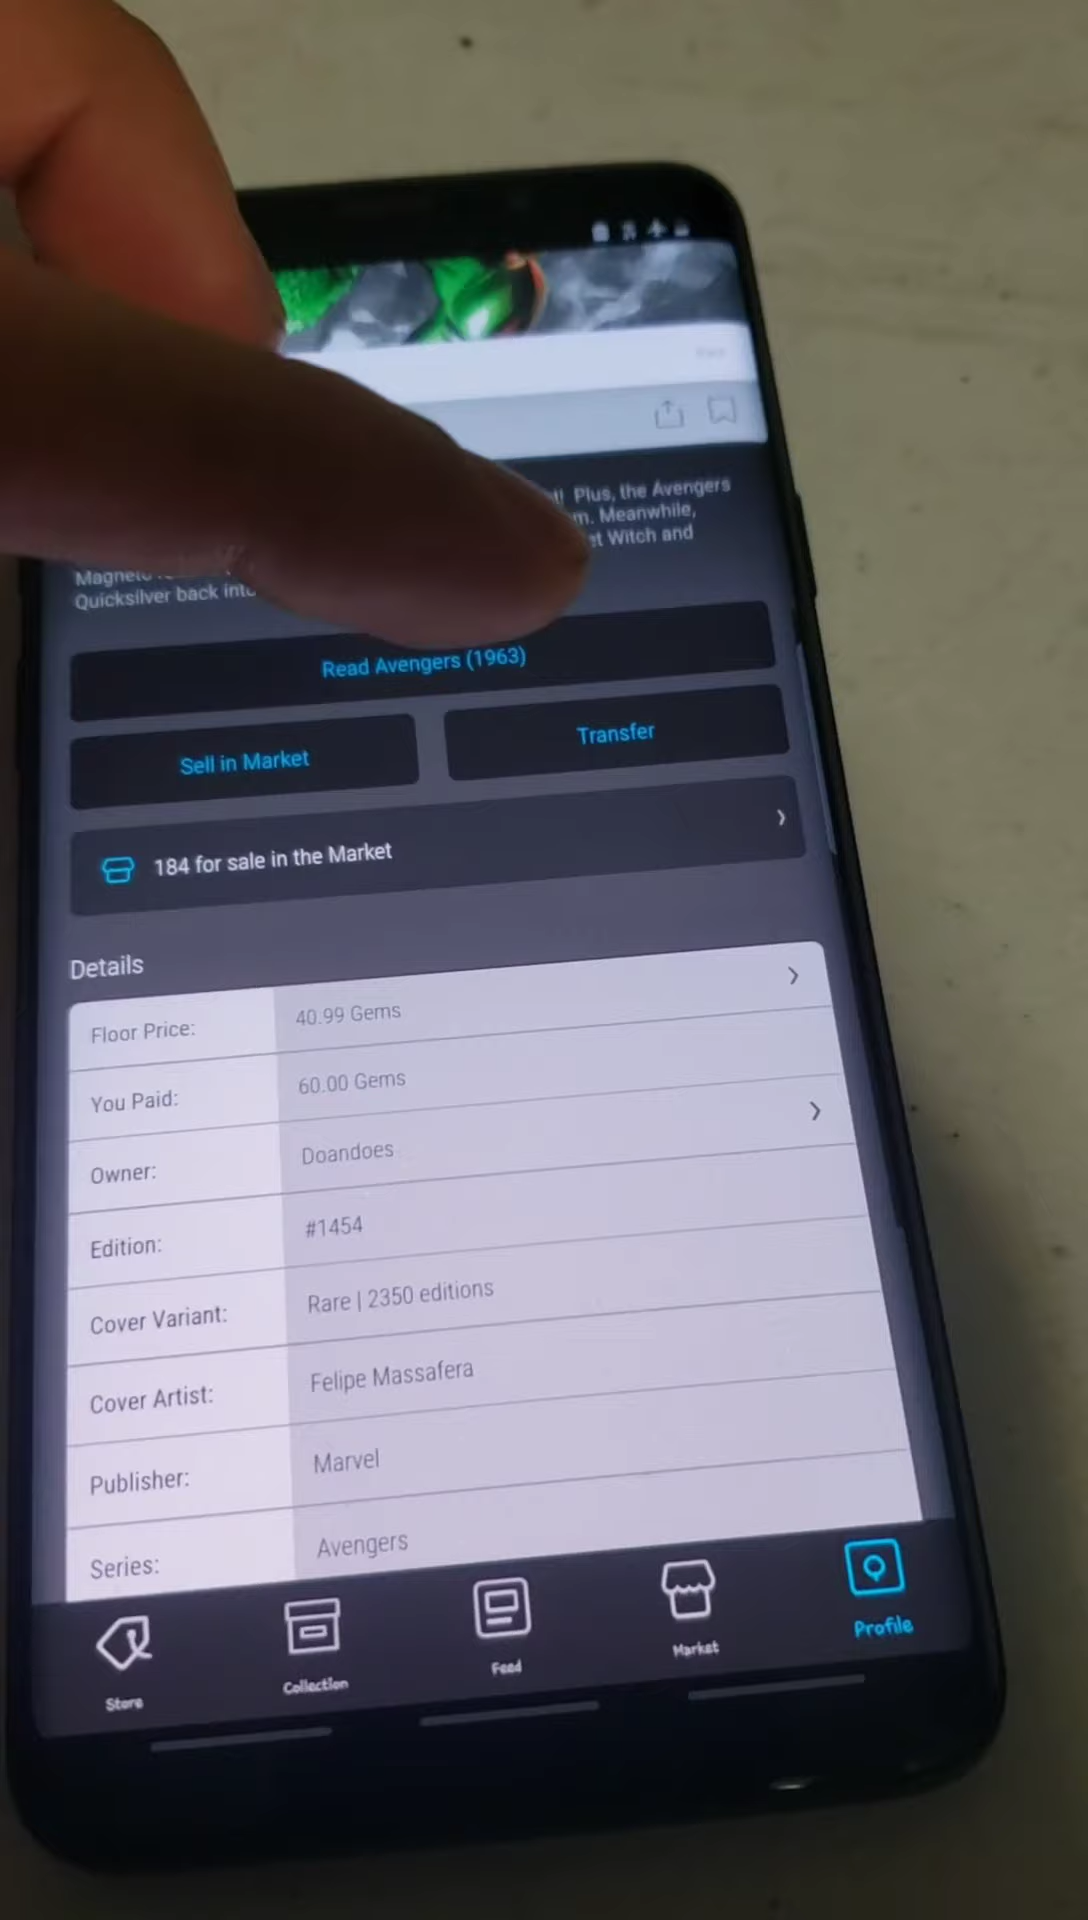 Plus, the Avengers
Meanwhile,
Witch and
Quicksilver back
Read Avengers (1963)
Sell in Market
Transfer
184 for sale in the Market
Details
Floor Price: 40.99 Gems
You Paid: 60.00 Gems
Owner: Doandoes
Edition: #1454
Cover Variant: Rare | 2350 editions
Cover Artist: Felipe Massafera
Publisher: Marvel
Series: Avengers
Store
Collection
Feed
Market
Profile